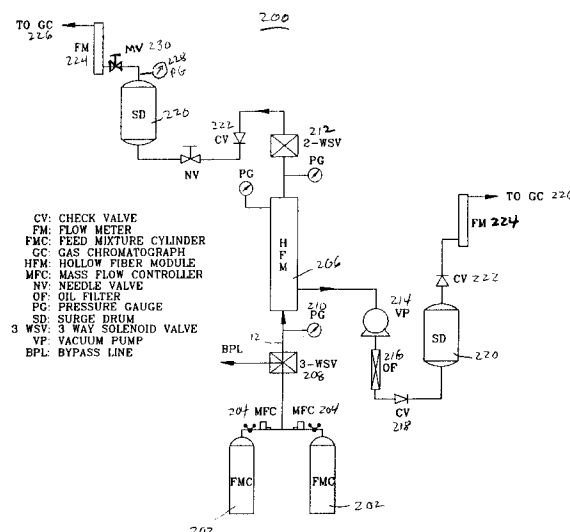 200
TO GC
226
FM
224
MV 230
228
PG
SD
220
222
CV
212
2-WSV
NV
PG
PG
TO GC 226
FM 224
HFM
206
CV 222
CV: CHECK VALVE
FM: FLOW METER
FMC: FEED MIXTURE CYLINDER
GC: GAS CHROMATOGRAPH
HFM: HOLLOW FIBER MODULE
MFC: MASS FLOW CONTROLLER
NV: NEEDLE VALVE
OF: OIL FILTER
PG: PRESSURE GAUGE
SD: SURGE DRUM
3 WSV: 3 WAY SOLENOID VALVE
VP: VACUUM PUMP
BPL: BYPASS LINE
210
PG
214
VP
SD
220
12
BPL
3-WSV
208
216
OF
CV
218
204 MFC MFC 204
FMC FMC
202 202